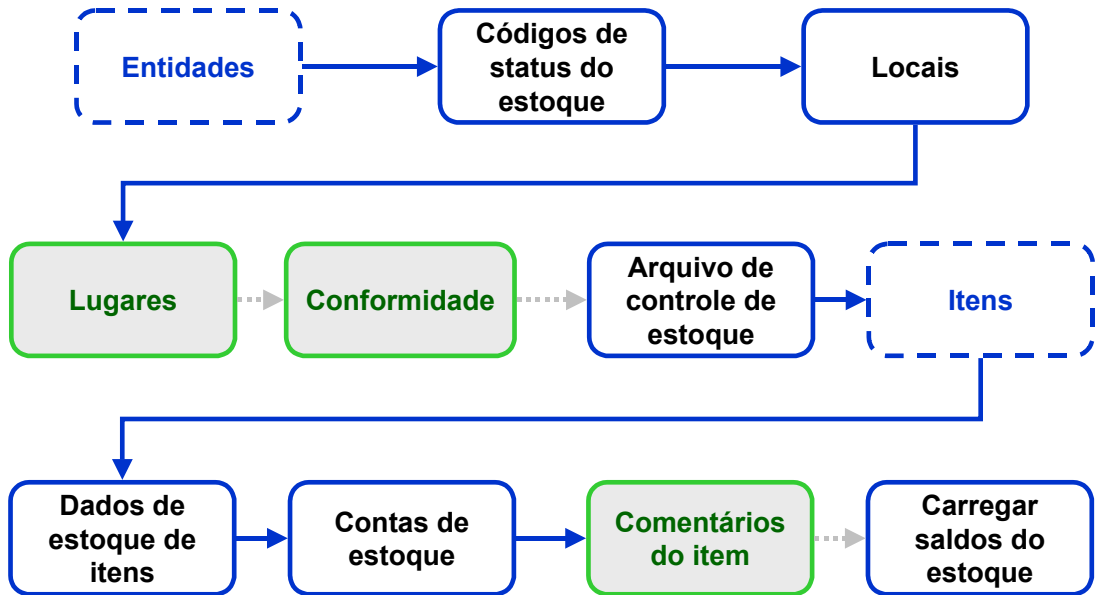 Entidades
Códigos de
status do
estoque
Locais
Lugares
Conformidade
Arquivo de
controle de
estoque
Itens
Dados de
estoque de
itens
Contas de
estoque
Comentários
do item
Carregar
saldos do
estoque